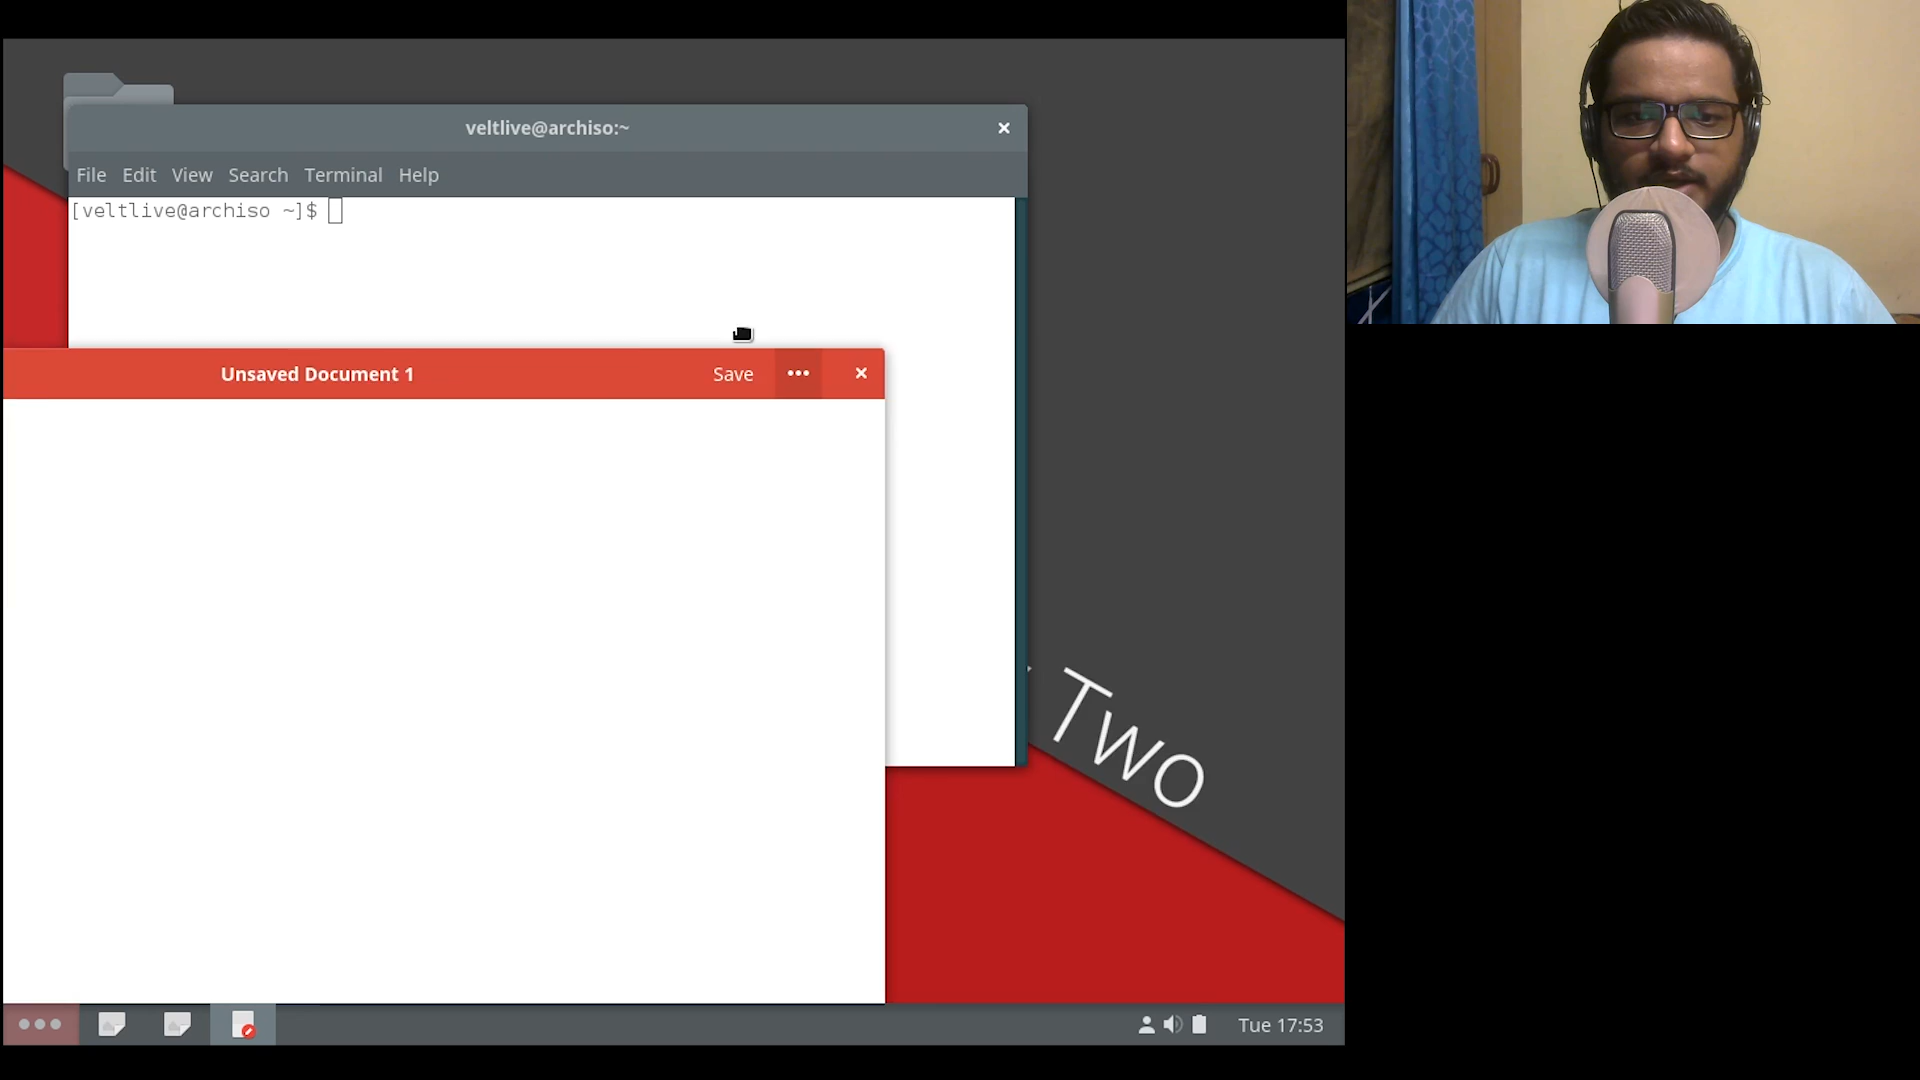 veltlive@archiso:~
File Edit View Search Terminal Help
[veltlive@archiso ~]$
Unsaved Document 1 Save
Two
Tue 17:53